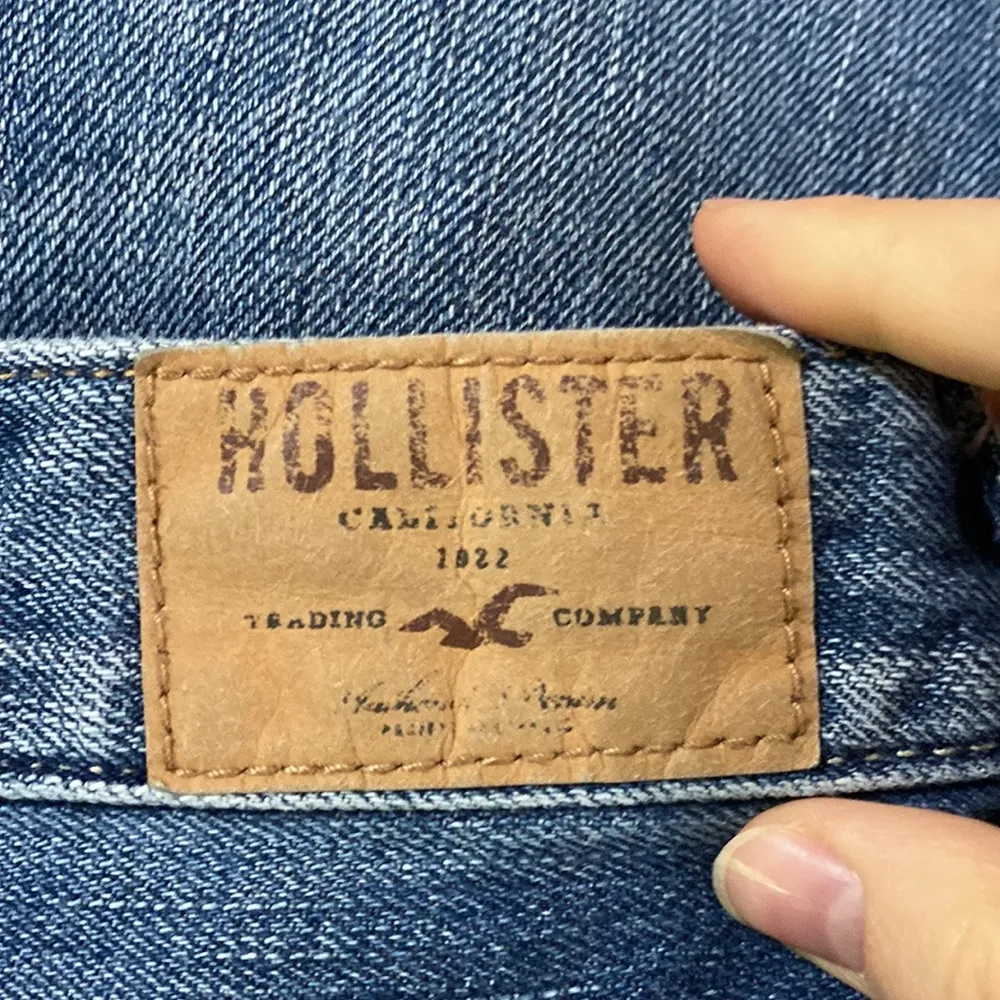 HOLLISTER
CALIFORNIA
1922
TRADING COMPANY